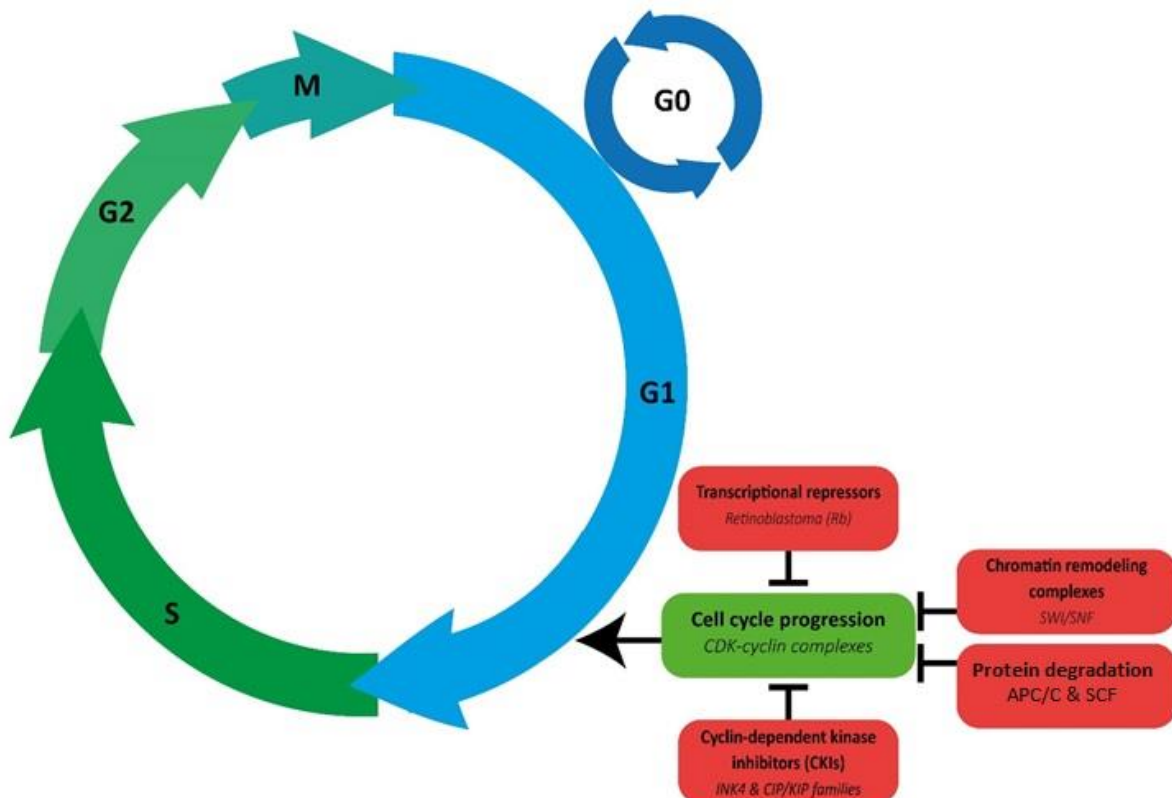 M
G0
G2
G1
S
Transcriptional repressors
Retinoblastoma (Rb)
Chromatin remodeling
complexes
SWI/SNF
Cell cycle progression
CDK-cyclin complexes
Protein degradation
APC/C & SCF
Cyclin-dependent kinase
inhibitors (CKIs)
INK4 & CIP/KIP families